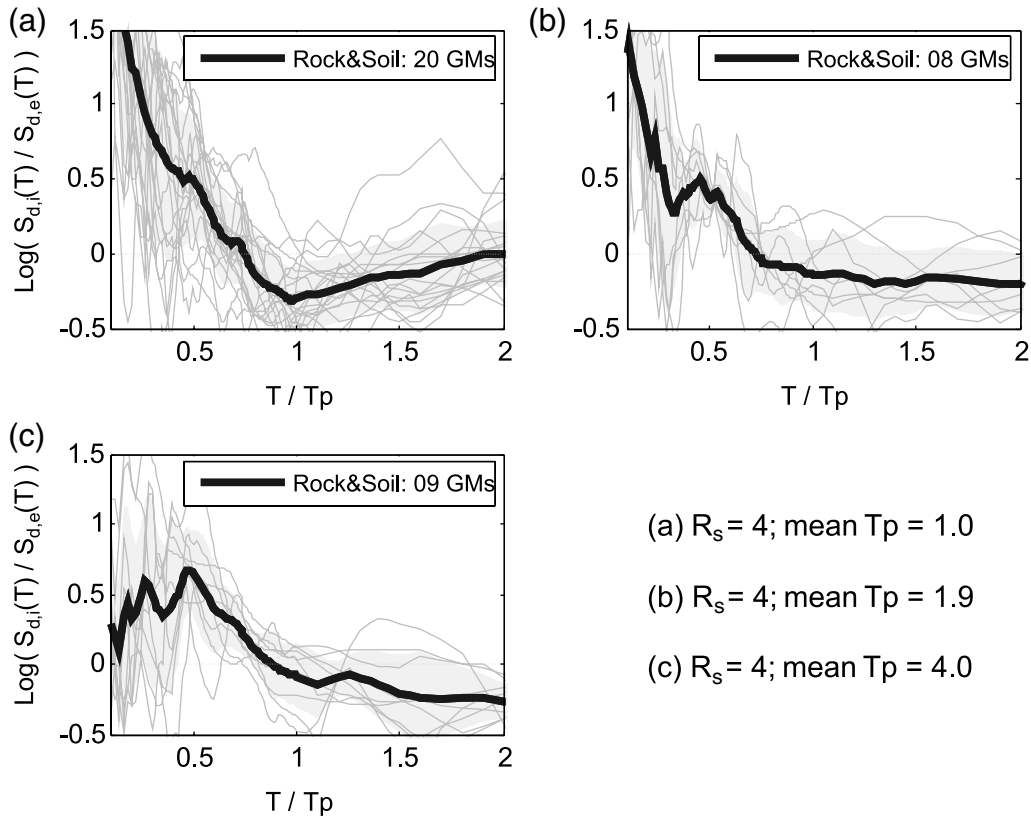 (a)
1.5
1
0.5
0
-0.5
Log( S_d,i(T) / S_d,e(T) )
Rock&Soil: 20 GMs
0.5 1 1.5 2
T / Tp
(b)
1.5
1
0.5
0
-0.5
Rock&Soil: 08 GMs
0.5 1 1.5 2
T / Tp
(c)
1.5
1
0.5
0
-0.5
Log( S_d,i(T) / S_d,e(T) )
Rock&Soil: 09 GMs
0.5 1 1.5 2
T / Tp
(a) R_s = 4; mean Tp = 1.0
(b) R_s = 4; mean Tp = 1.9
(c) R_s = 4; mean Tp = 4.0